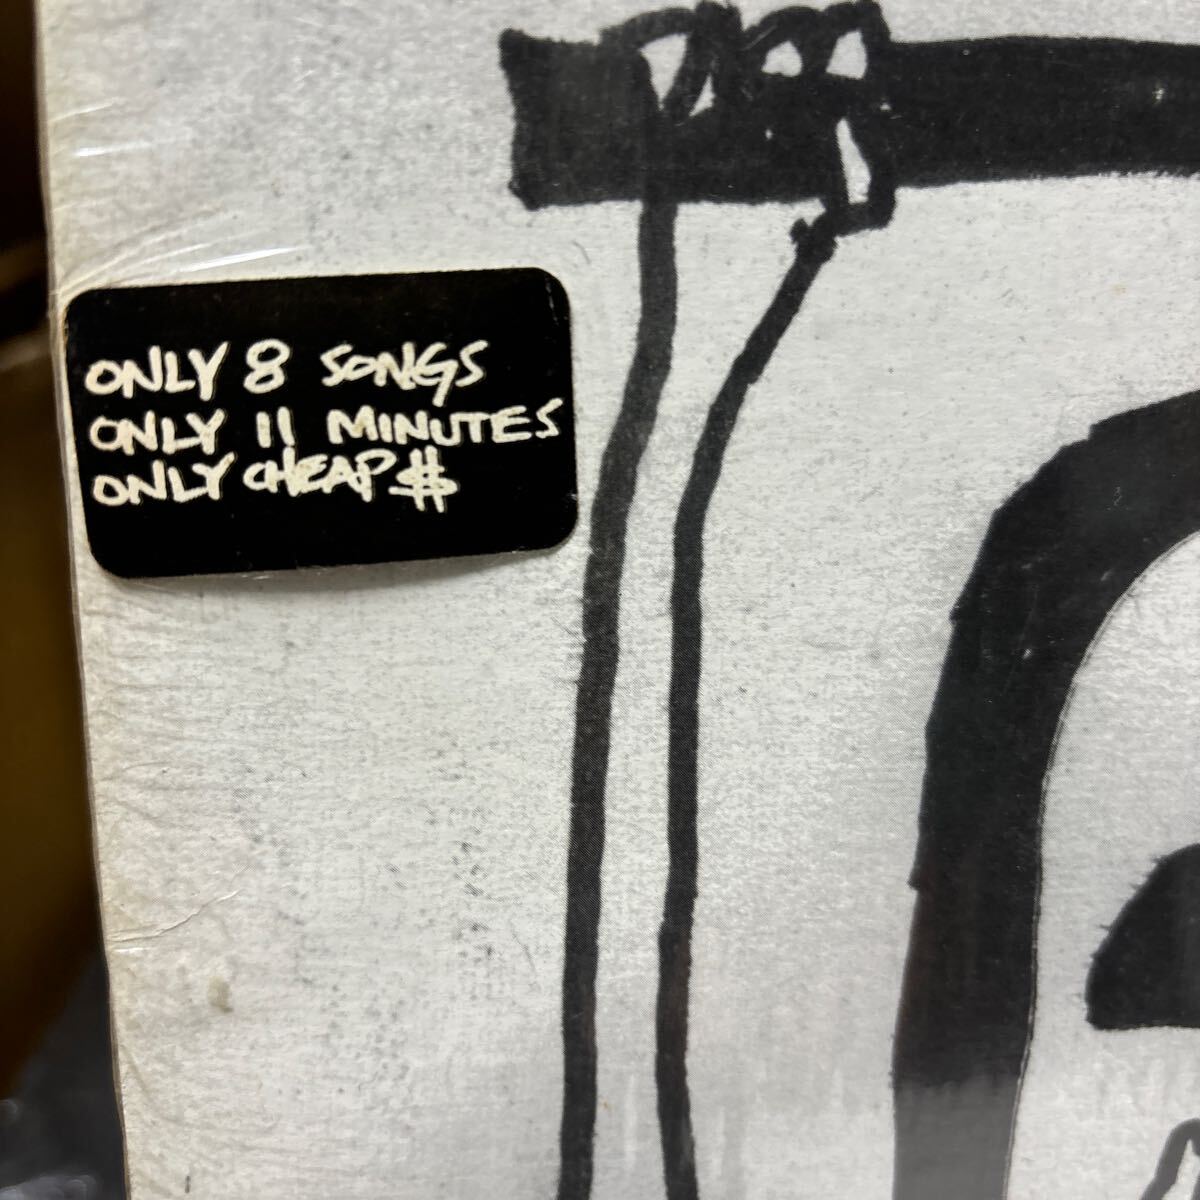 ONLY 8 SONGS
ONLY 11 MINUTES
ONLY CHEAP $